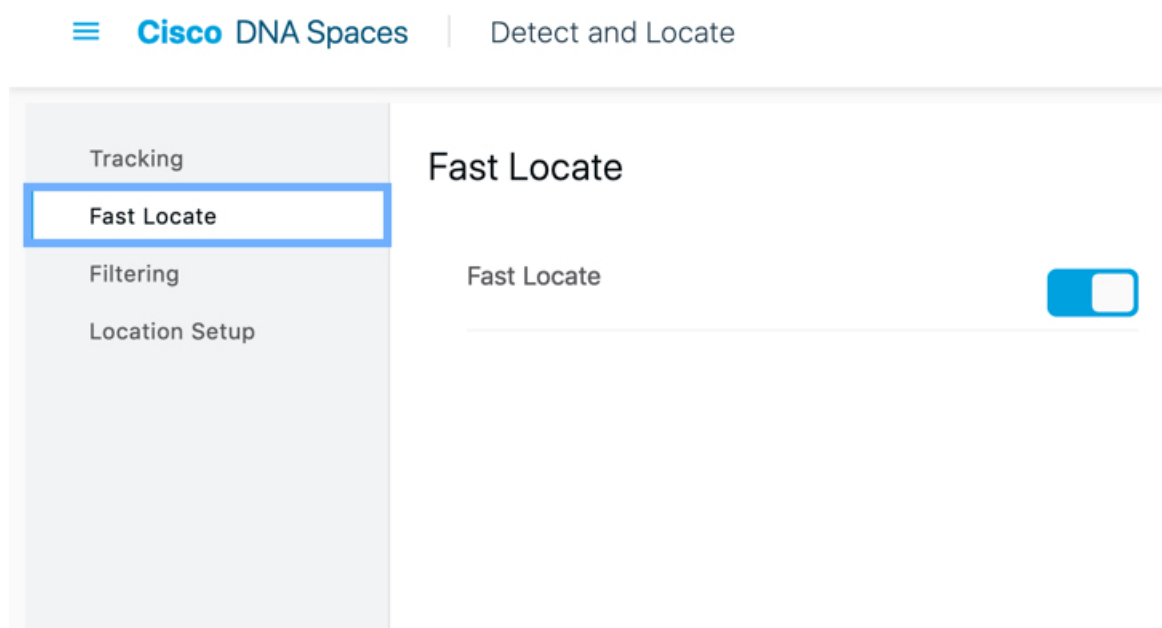 Cisco DNA Spaces
Detect and Locate
Tracking
Fast Locate
Filtering
Location Setup
Fast Locate
Fast Locate